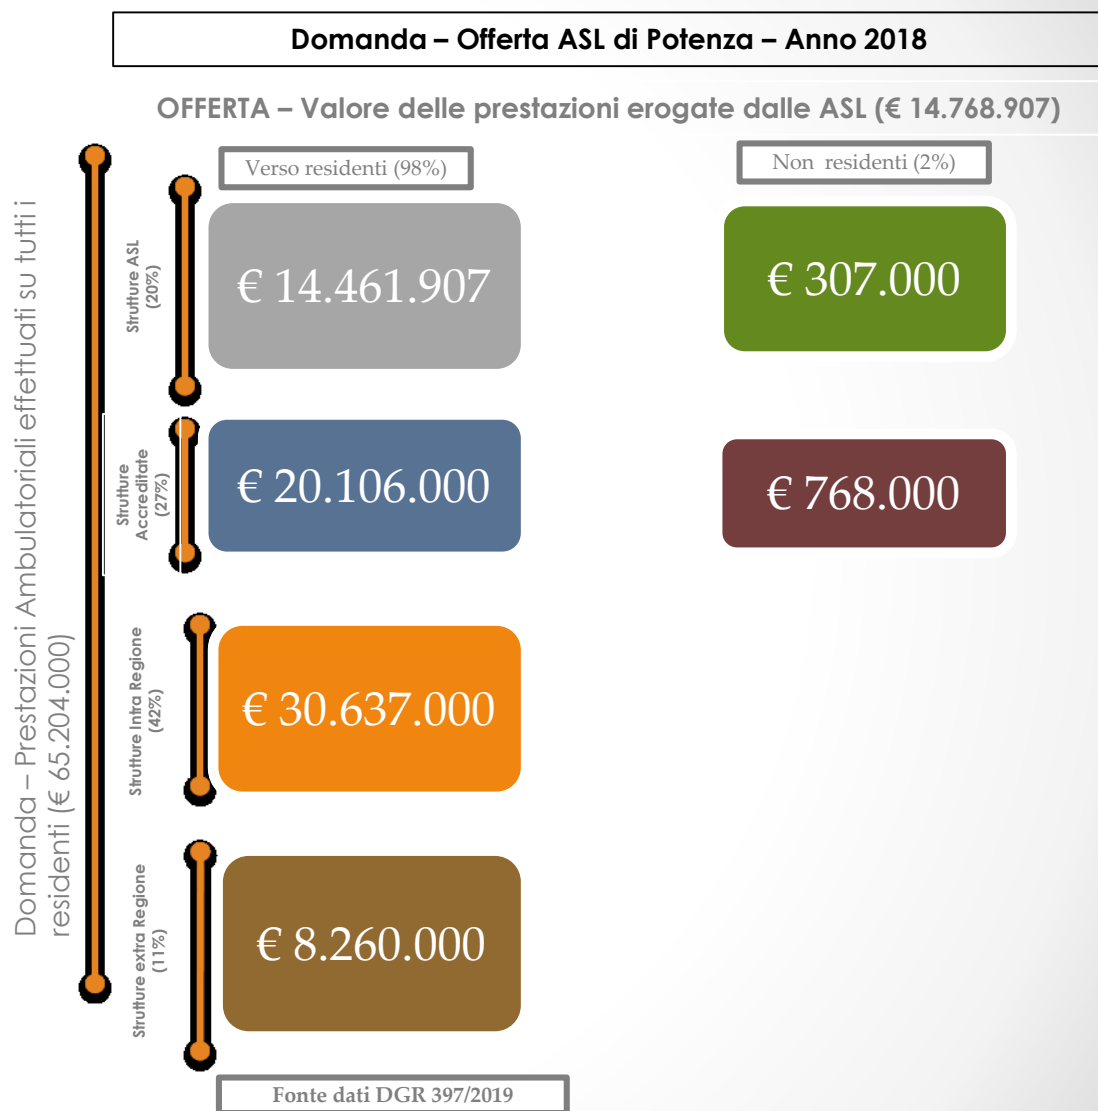 Domanda – Offerta ASL di Potenza – Anno 2018
OFFERTA – Valore delle prestazioni erogate dalle ASL (€ 14.768.907)
Verso residenti (98%)
Non residenti (2%)
Domanda – Prestazioni Ambulatoriali effettuati su tutti i
residenti (€ 65.204.000)
Strutture ASL
(20%)
€ 14.461.907
€ 307.000
Strutture
Accreditate
(27%)
€ 20.106.000
€ 768.000
Strutture Intra Regione
(42%)
€ 30.637.000
Strutture extra Regione
(11%)
€ 8.260.000
Fonte dati DGR 397/2019